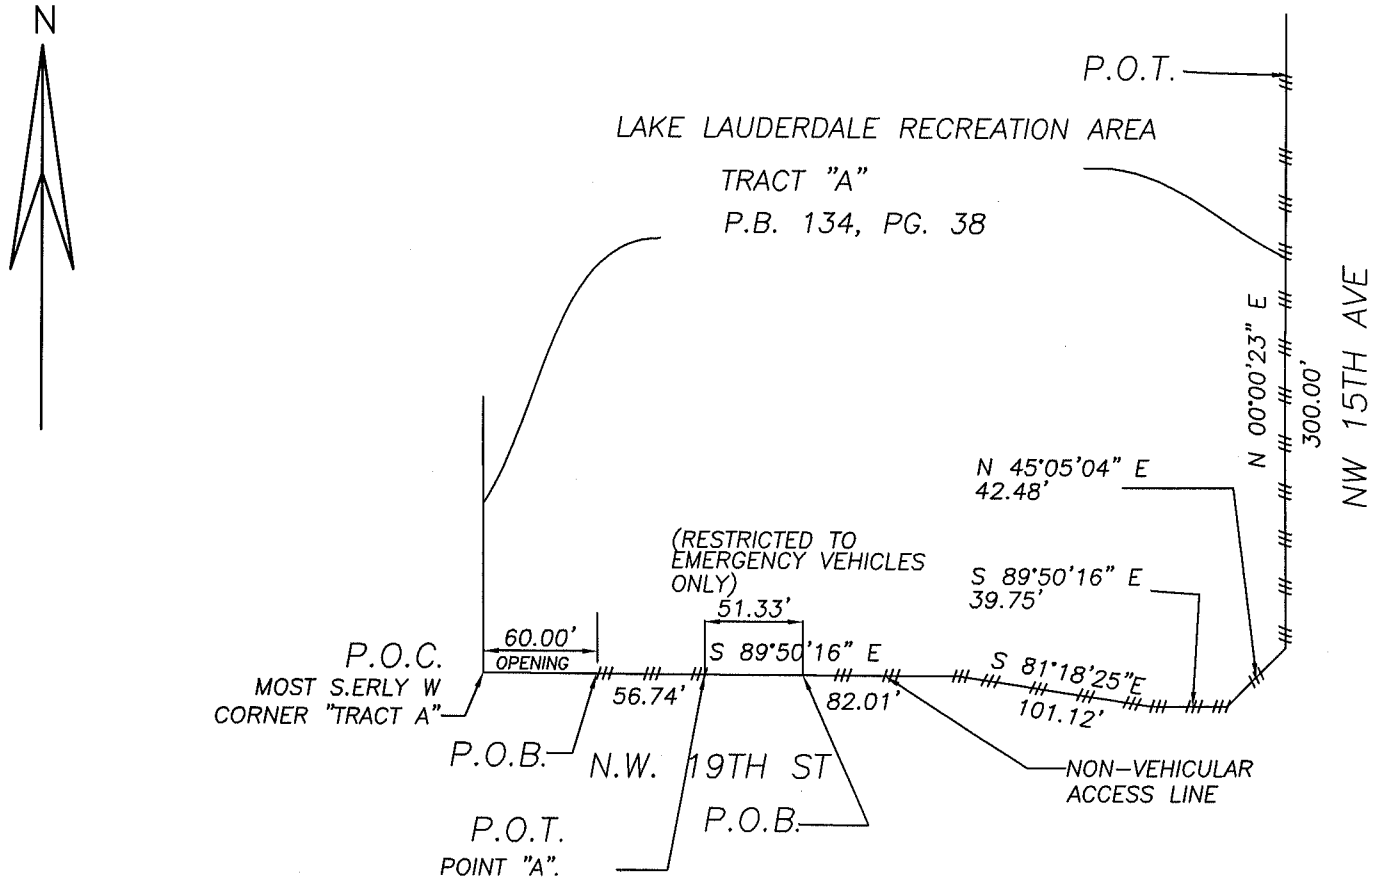 N
P.O.T.
LAKE LAUDERDALE RECREATION AREA
TRACT "A"
P.B. 134, PG. 38
N 00°00'23" E
300.00'
NW 15TH AVE
N 45°05'04" E
42.48'
(RESTRICTED TO
EMERGENCY VEHICLES
ONLY)
51.33'
S 89°50'16" E
39.75'
60.00'
OPENING
S 89°50'16" E
S 81°18'25"E
P.O.C.
MOST S.ERLY W
CORNER "TRACT A"
56.74'
82.01'
101.12'
P.O.B.
N.W. 19TH ST
NON-VEHICULAR
ACCESS LINE
P.O.T.
POINT "A".
P.O.B.